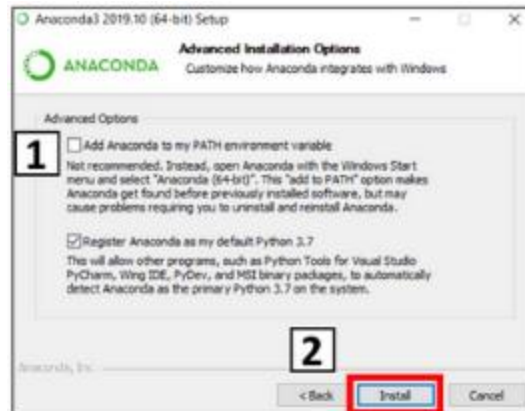 Anaconda3 2019.10 (64-bit) Setup
ANACONDA
Advanced Installation Options
Customize how Anaconda integrates with Windows
Advanced Options
1
Add Anaconda to my PATH environment variable
Not recommended. Instead, open Anaconda with the Windows Start
menu and select "Anaconda (64-bit)". This "add to PATH" option makes
Anaconda get found before previously installed software, but may
cause problems requiring you to uninstall and reinstall Anaconda.
Register Anaconda as my default Python 3.7
This will allow other programs, such as Python Tools for Visual Studio
PyCharm, Wing IDE, PyDev, and MSI binary packages, to automatically
detect Anaconda as the primary Python 3.7 on the system.
2
Anaconda, Inc.
< Back
Install
Cancel